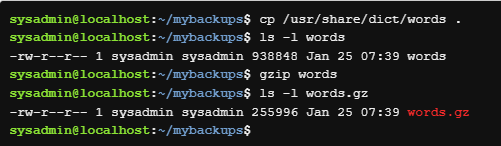 sysadmin@localhost:~/mybackups$ cp /usr/share/dict/words .
sysadmin@localhost:~/mybackups$ ls -l words
-rw-r--r-- 1 sysadmin sysadmin 938848 Jan 25 07:39 words
sysadmin@localhost:~/mybackups$ gzip words
sysadmin@localhost:~/mybackups$ ls -l words.gz
-rw-r--r-- 1 sysadmin sysadmin 255996 Jan 25 07:39 words.gz
sysadmin@localhost:~/mybackups$